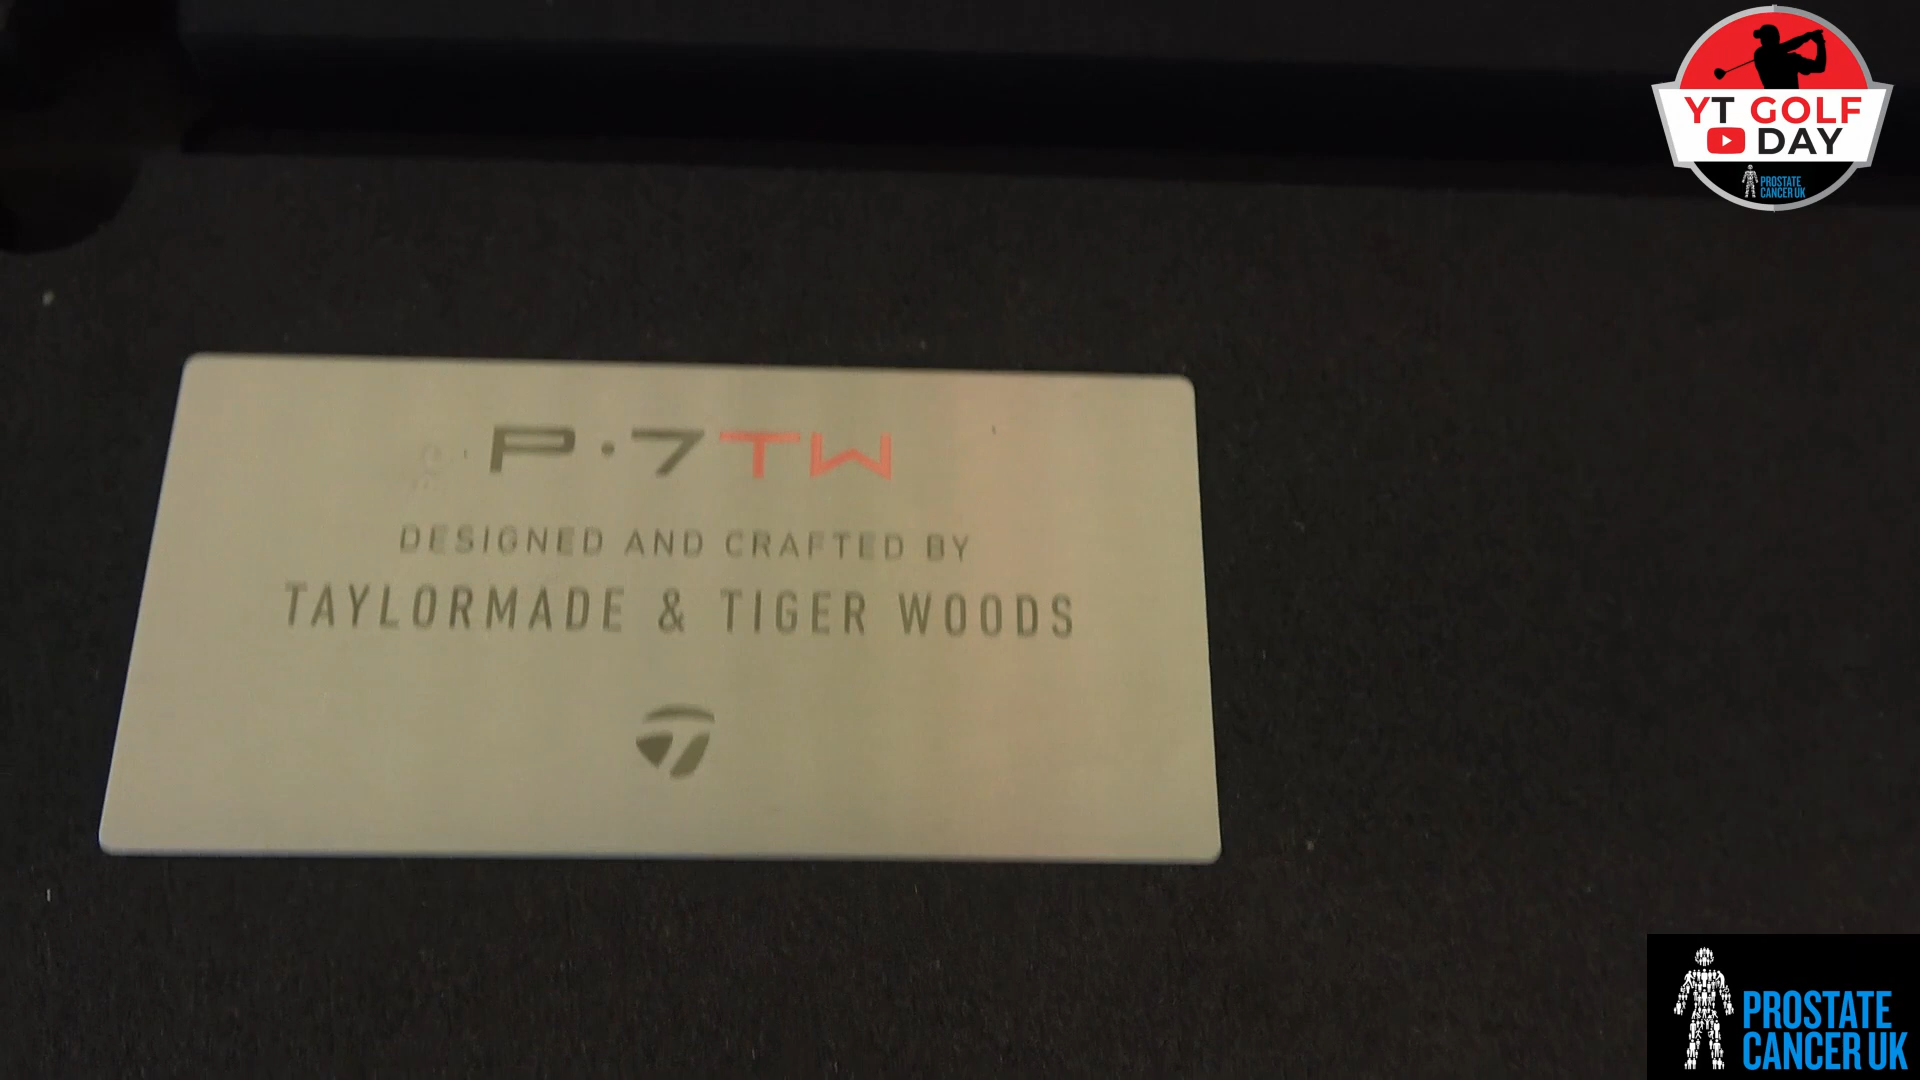 YT GOLF
DAY
PROSTATE
CANCER UK
P·7TW
DESIGNED AND CRAFTED BY
TAYLORMADE & TIGER WOODS
PROSTATE
CANCER UK